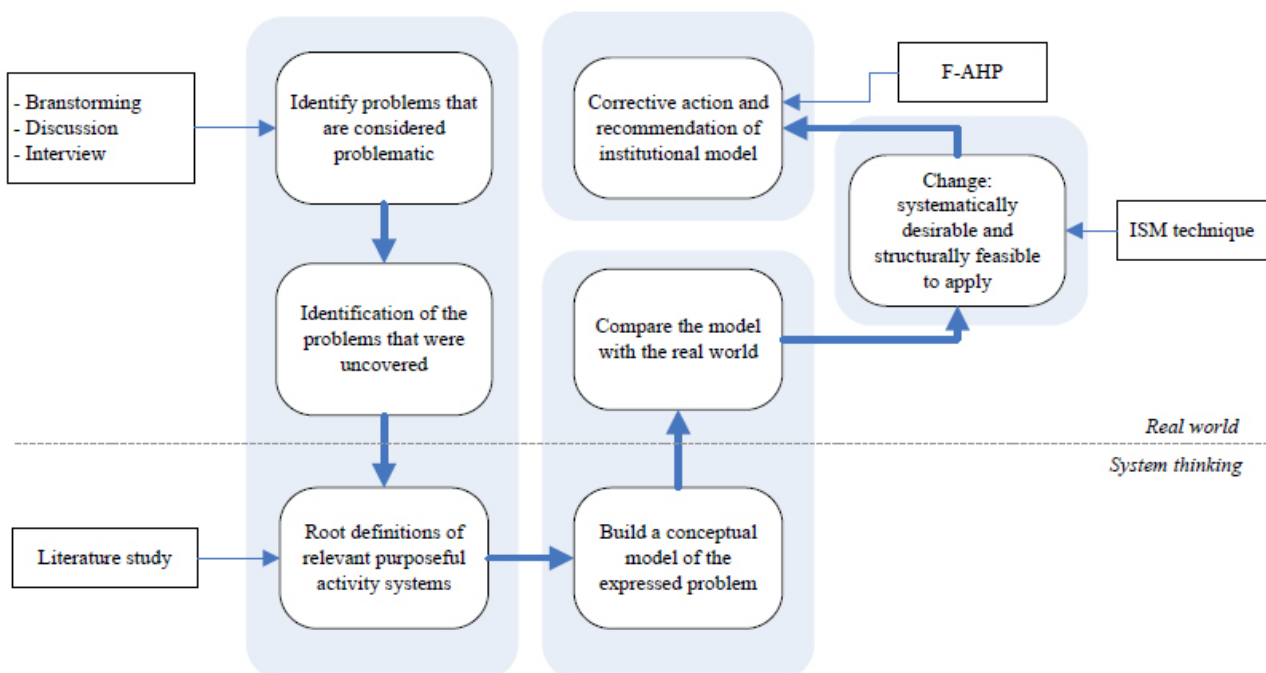 - Branstorming
- Discussion
- Interview
Identify problems that
are considered
problematic
Corrective action and
recommendation of
institutional model
F-AHP
Change:
systematically
desirable and
structurally feasible
to apply
ISM technique
Identification of the
problems that were
uncovered
Compare the model
with the real world
Real world
System thinking
Literature study
Root definitions of
relevant purposeful
activity systems
Build a conceptual
model of the
expressed problem